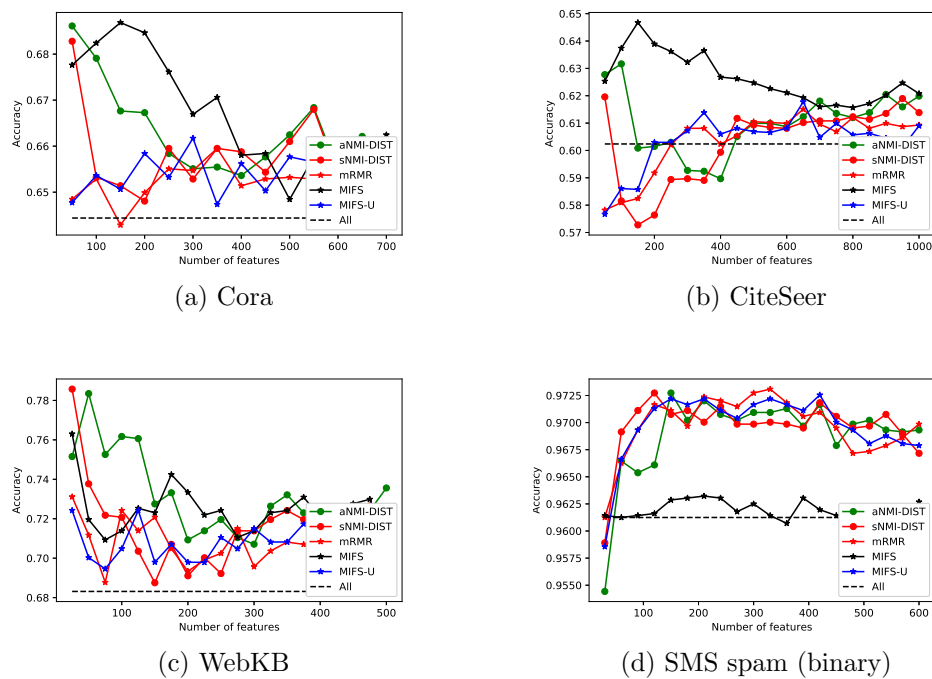 0.68
0.67
0.66
0.65
Accuracy
100 200 300 400 500 600 700
Number of features
aNMI-DIST
sNMI-DIST
mRMR
MIFS
MIFS-U
All
(a) Cora
0.65
0.64
0.63
0.62
0.61
0.60
0.59
0.58
0.57
Accuracy
200 400 600 800 1000
Number of features
aNMI-DIST
sNMI-DIST
mRMR
MIFS
MIFS-U
All
(b) CiteSeer
0.78
0.76
0.74
0.72
0.70
0.68
Accuracy
100 200 300 400 500
Number of features
aNMI-DIST
sNMI-DIST
mRMR
MIFS
MIFS-U
All
(c) WebKB
0.9725
0.9700
0.9675
0.9650
0.9625
0.9600
0.9575
0.9550
Accuracy
100 200 300 400 500 600
Number of features
aNMI-DIST
sNMI-DIST
mRMR
MIFS
MIFS-U
All
(d) SMS spam (binary)